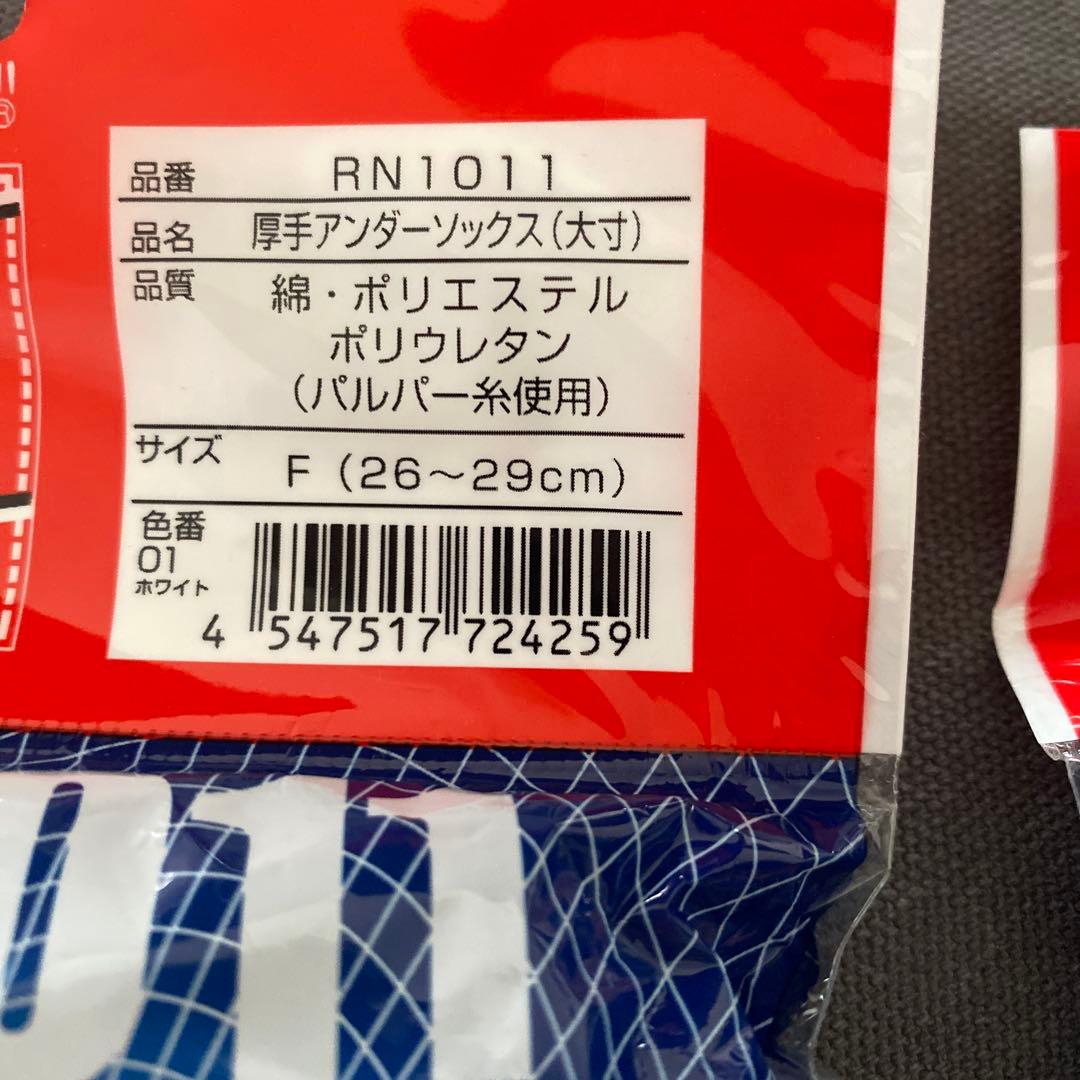 ®
品番 RN1011
品名 厚手アンダーソックス(大寸)
品質 綿・ポリエステル
ポリウレタン
(パルパー糸使用)
サイズ F (26～29cm)
色番
01
ホワイト
4 547517 724259
011